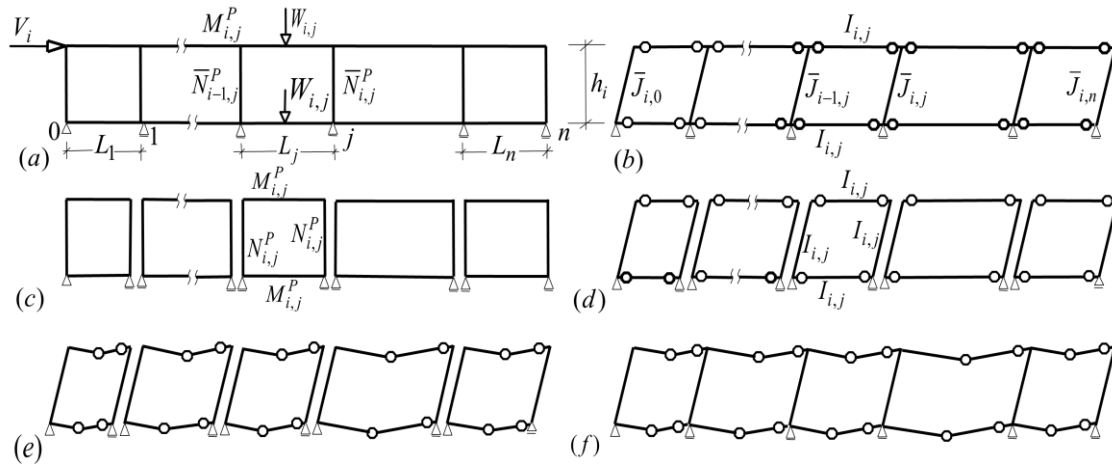 V_i
M^P_{i,j}
W_{i,j}
N̅^P_{i-1,j}
W_{i,j}
N̅^P_{i,j}
0
1
j
n
(a)
L_1
L_j
L_n
I_{i,j}
h_i
J̅_{i,0}
J̅_{i-1,j}
J̅_{i,j}
J̅_{i,n}
(b)
I_{i,j}
M^P_{i,j}
N^P_{i,j}
N^P_{i,j}
(c)
M^P_{i,j}
I_{i,j}
I_{i,j}
I_{i,j}
(d)
I_{i,j}
(e)
(f)